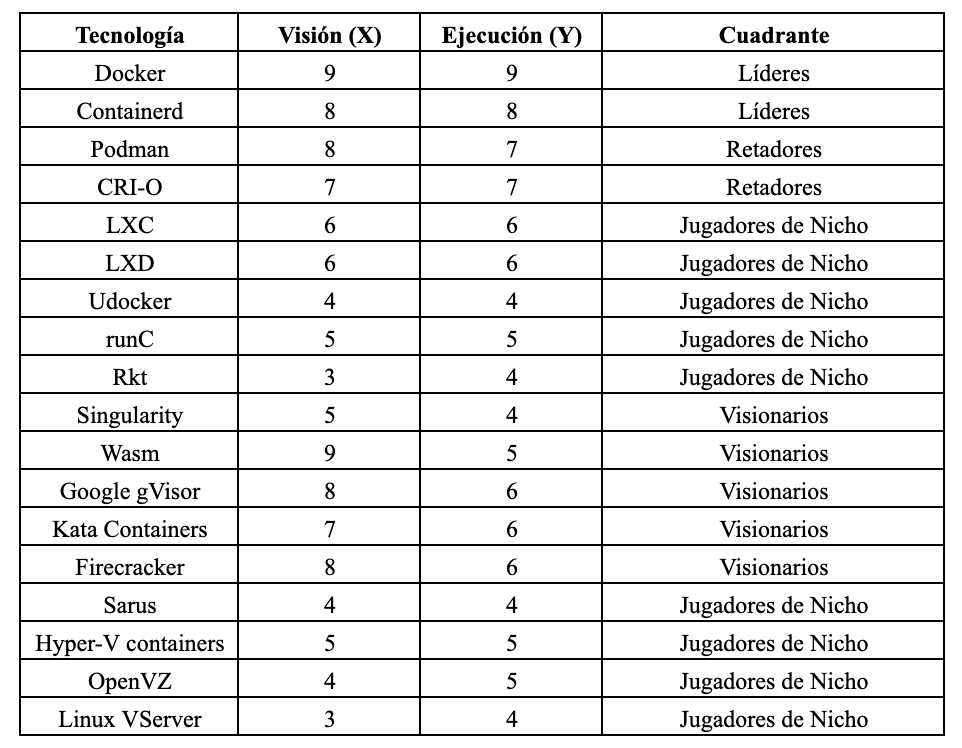 Tecnología Visión (X) Ejecución (Y) Cuadrante
Docker 9 9 Líderes
Containerd 8 8 Líderes
Podman 8 7 Retadores
CRI-O 7 7 Retadores
LXC 6 6 Jugadores de Nicho
LXD 6 6 Jugadores de Nicho
Udocker 4 4 Jugadores de Nicho
runC 5 5 Jugadores de Nicho
Rkt 3 4 Jugadores de Nicho
Singularity 5 4 Visionarios
Wasm 9 5 Visionarios
Google gVisor 8 6 Visionarios
Kata Containers 7 6 Visionarios
Firecracker 8 6 Visionarios
Sarus 4 4 Jugadores de Nicho
Hyper-V containers 5 5 Jugadores de Nicho
OpenVZ 4 5 Jugadores de Nicho
Linux VServer 3 4 Jugadores de Nicho